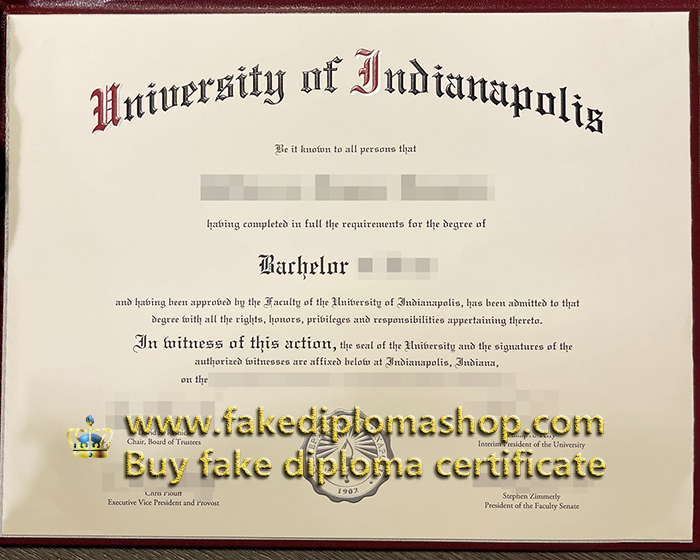 University of Indianapolis
Be it known to all persons that
having completed in full the requirements for the degree of
Bachelor
and having been approved by the Faculty of the University of Indianapolis, has been admitted to that
degree with all the rights, honors, privileges and responsibilities appertaining thereto.
In witness of this action, the seal of the University and the signatures of the
authorized witnesses are affixed below at Indianapolis, Indiana,
on the
www.fakediplomashop.com
Chair, Board of Trustees
Interim President of the University
Buy fake diploma certificate
1902
Chris Plouff
Executive Vice President and Provost
Stephen Zimmerly
President of the Faculty Senate